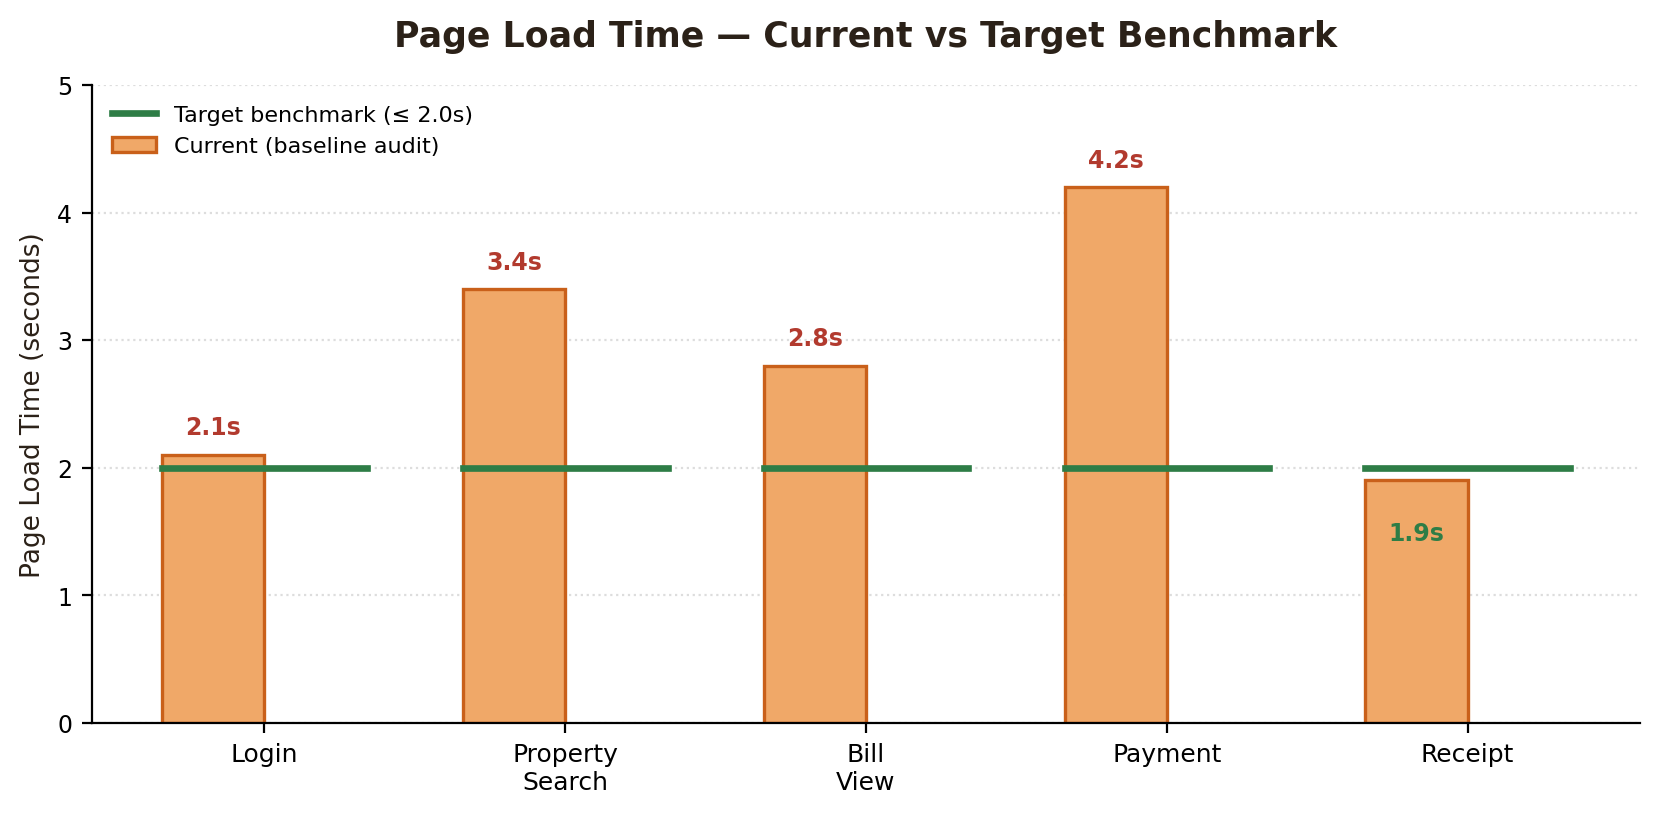 Page Load Time — Current vs Target Benchmark
Page Load Time (seconds)
5
4
3
2
1
0
Target benchmark (≤ 2.0s)
Current (baseline audit)
2.1s
3.4s
2.8s
4.2s
1.9s
Login
Property
Search
Bill
View
Payment
Receipt